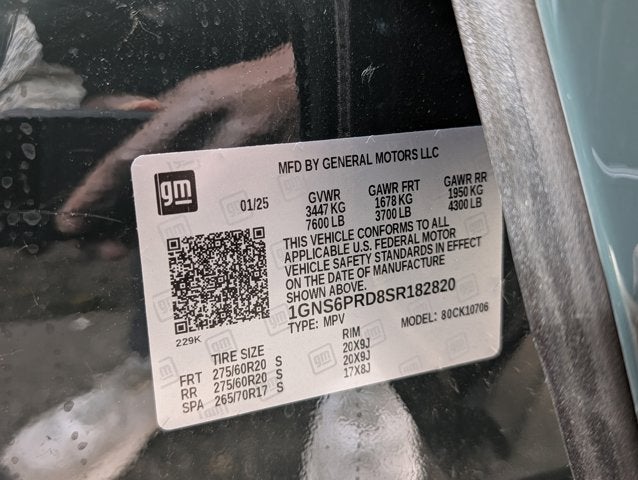 MFD BY GENERAL MOTORS LLC
gm
01/25 GVWR GAWR FRT GAWR RR
3447 KG 1678 KG 1950 KG
7600 LB 3700 LB 4300 LB
THIS VEHICLE CONFORMS TO ALL
APPLICABLE U.S. FEDERAL MOTOR
VEHICLE SAFETY STANDARDS IN EFFECT
ON THE DATE OF MANUFACTURE
SHOWN ABOVE.
1GNS6PRD8SR182820
TYPE: MPV MODEL: 80CK10706
229K
TIRE SIZE RIM
FRT 275/60R20 S 20X9J
RR 275/60R20 S 20X9J
SPA 265/70R17 S 17X8J